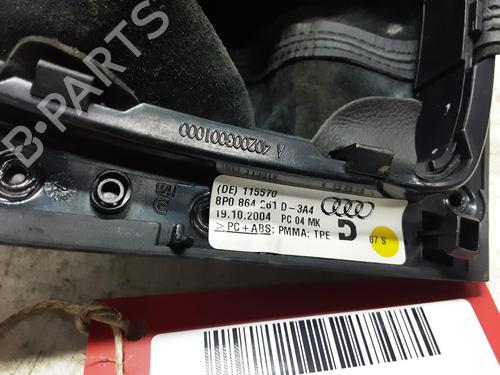 B-PARTS
A 4020030001000
(DE) 115570
8P0 864 261 D-3A4
19.10.2004 PC 04 MK
>PC+ABS; PMMA; TPE
D
07 S